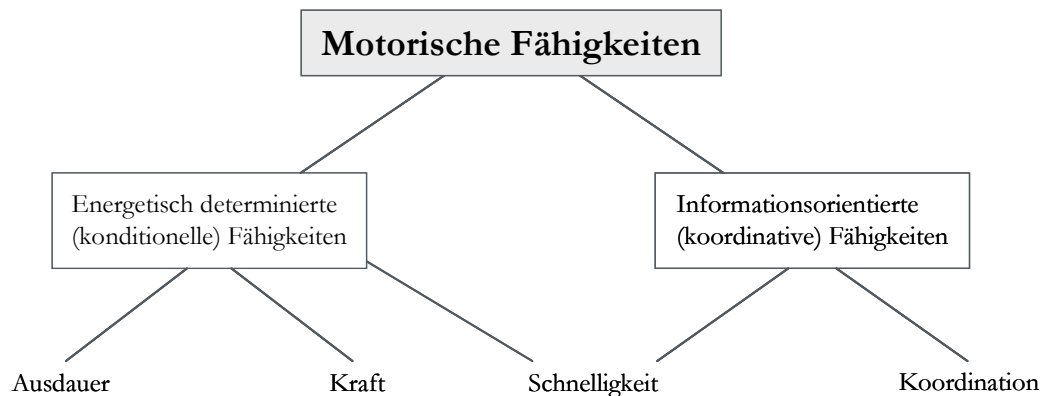 Motorische Fähigkeiten
Energetisch determinierte
(konditionelle) Fähigkeiten
Informationsorientierte
(koordinative) Fähigkeiten
Ausdauer
Kraft
Schnelligkeit
Koordination